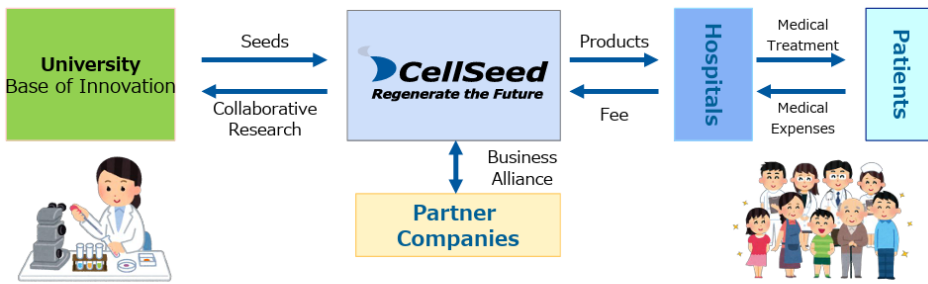 University
Base of Innovation
Seeds
Collaborative
Research
CellSeed
Regenerate the Future
Business
Alliance
Partner
Companies
Products
Fee
Hospitals
Medical
Treatment
Medical
Expenses
Patients